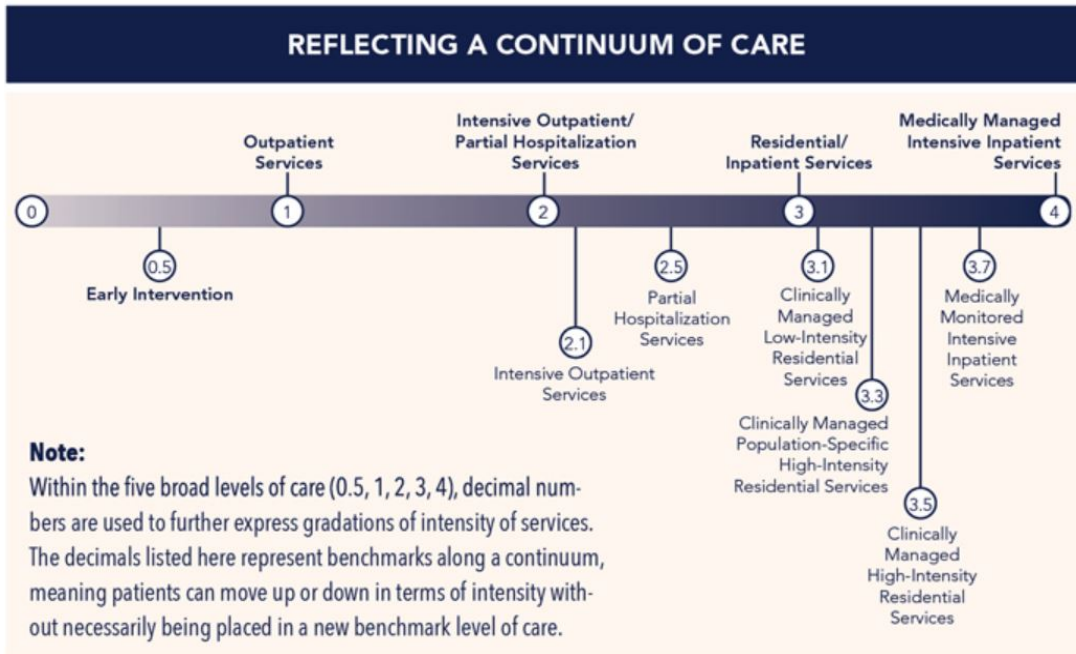 REFLECTING A CONTINUUM OF CARE
Outpatient
Services
Intensive Outpatient/
Partial Hospitalization
Services
Residential/
Inpatient Services
Medically Managed
Intensive Inpatient
Services
0
1
2
3
4
0.5
Early Intervention
2.1
Intensive Outpatient
Services
2.5
Partial
Hospitalization
Services
3.1
Clinically
Managed
Low-Intensity
Residential
Services
3.3
Clinically Managed
Population-Specific
High-Intensity
Residential Services
3.5
Clinically
Managed
High-Intensity
Residential
Services
3.7
Medically
Monitored
Intensive
Inpatient
Services
Note:
Within the five broad levels of care (0.5, 1, 2, 3, 4), decimal num-
bers are used to further express gradations of intensity of services.
The decimals listed here represent benchmarks along a continuum,
meaning patients can move up or down in terms of intensity with-
out necessarily being placed in a new benchmark level of care.